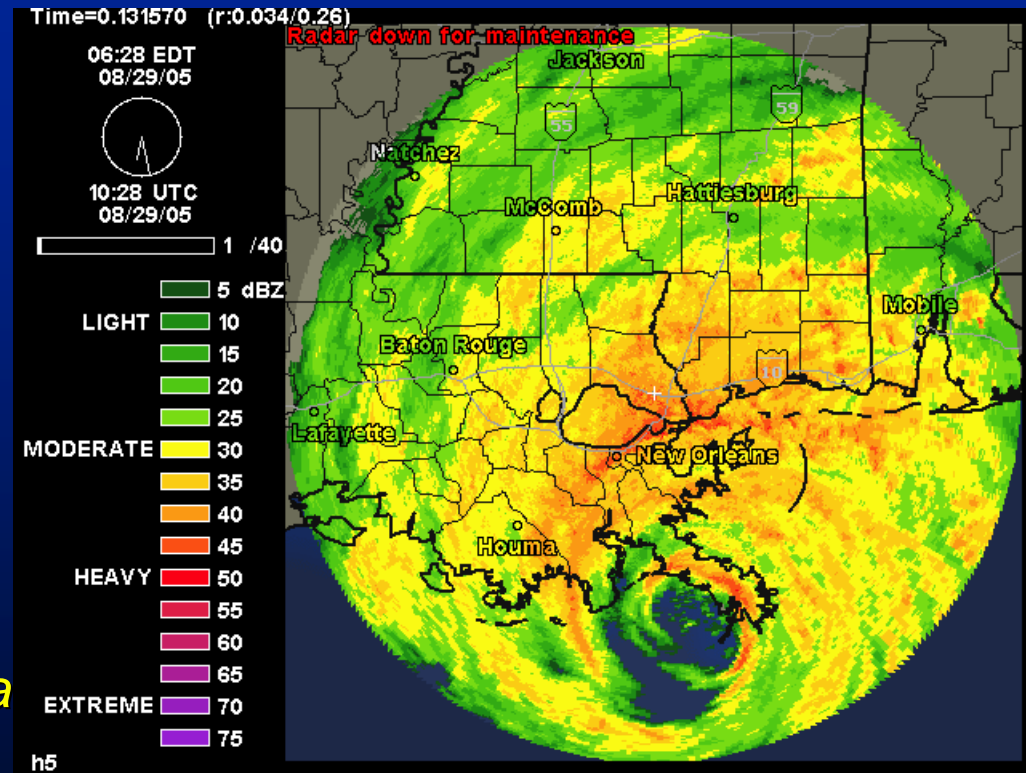 Time=0.131570 (r:0.034/0.26)
Radar down for maintenance
06:28 EDT
08/29/05
10:28 UTC
08/29/05
1 /40
5 dBZ
LIGHT 10
15
20
25
MODERATE 30
35
40
45
HEAVY 50
55
60
65
EXTREME 70
75
h5
a
Jackson
59
55
Natchez
Hattiesburg
McComb
Mobile
Baton Rouge
10
Lafayette
New Orleans
Houma